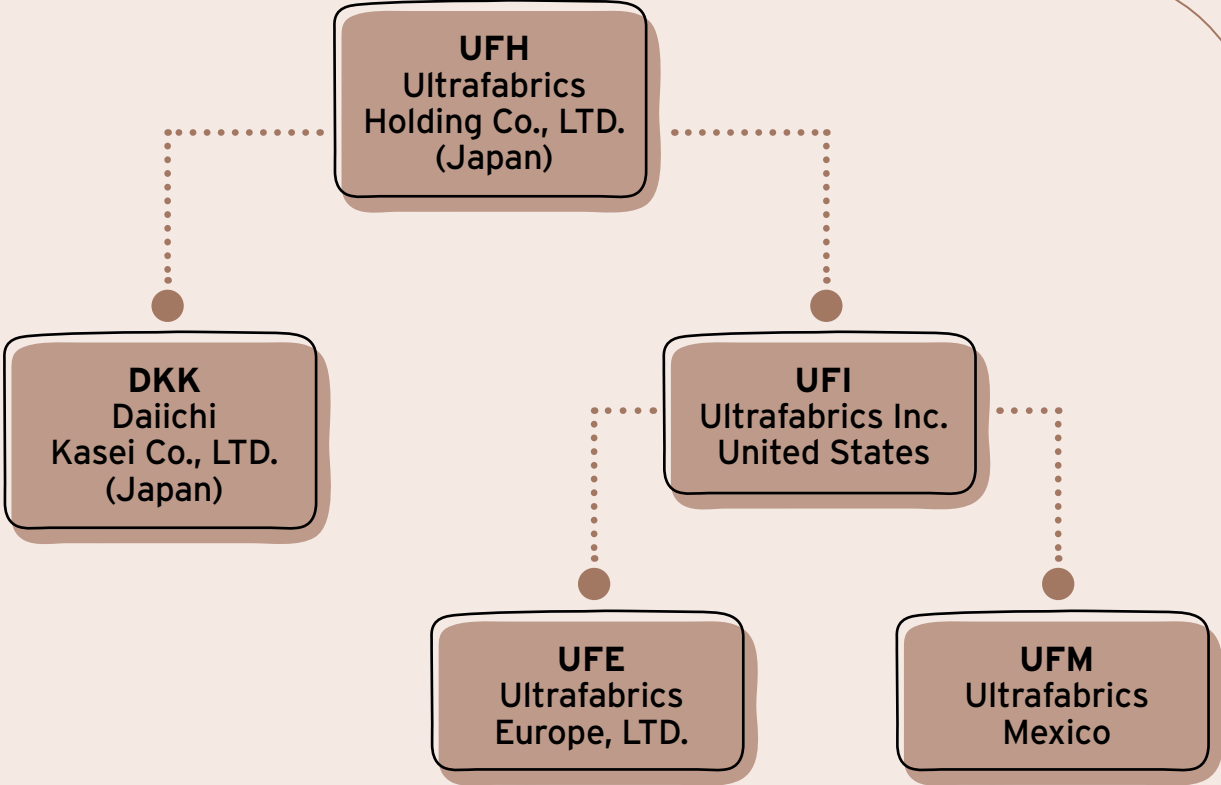 UFH
Ultrafabrics
Holding Co., LTD.
(Japan)
DKK
Daiichi
Kasei Co., LTD.
(Japan)
UFI
Ultrafabrics Inc.
United States
UFE
Ultrafabrics
Europe, LTD.
UFM
Ultrafabrics
Mexico